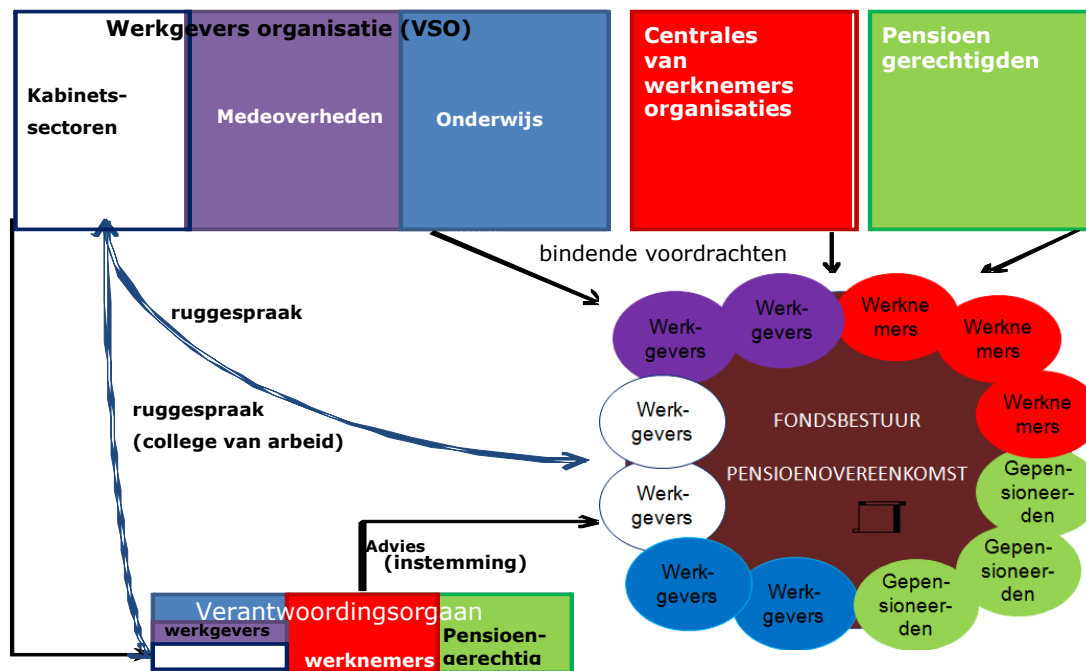 Werkgevers organisatie (VSO)
Kabinets-
sectoren
Medeoverheden
Onderwijs
Centrales
van
werknemers
organisaties
Pensioen
gerechtigden
bindende voordrachten
ruggespraak
ruggespraak
(college van arbeid)
Werk-
gevers
Werk-
gevers
Werkne
mers
Werkne
mers
Werkne
mers
Werk-
gevers
Werk-
gevers
FONDSBESTUUR
PENSIOENOVEREENKOMST
Gepen-
sioneer-
den
Gepen-
sioneer-
den
Gepen-
sioneer-
den
Werk-
gevers
Werk-
gevers
Advies
(instemming)
Verantwoordingsorgaan
werkgevers
werknemers
Pensioen-
gerechtig